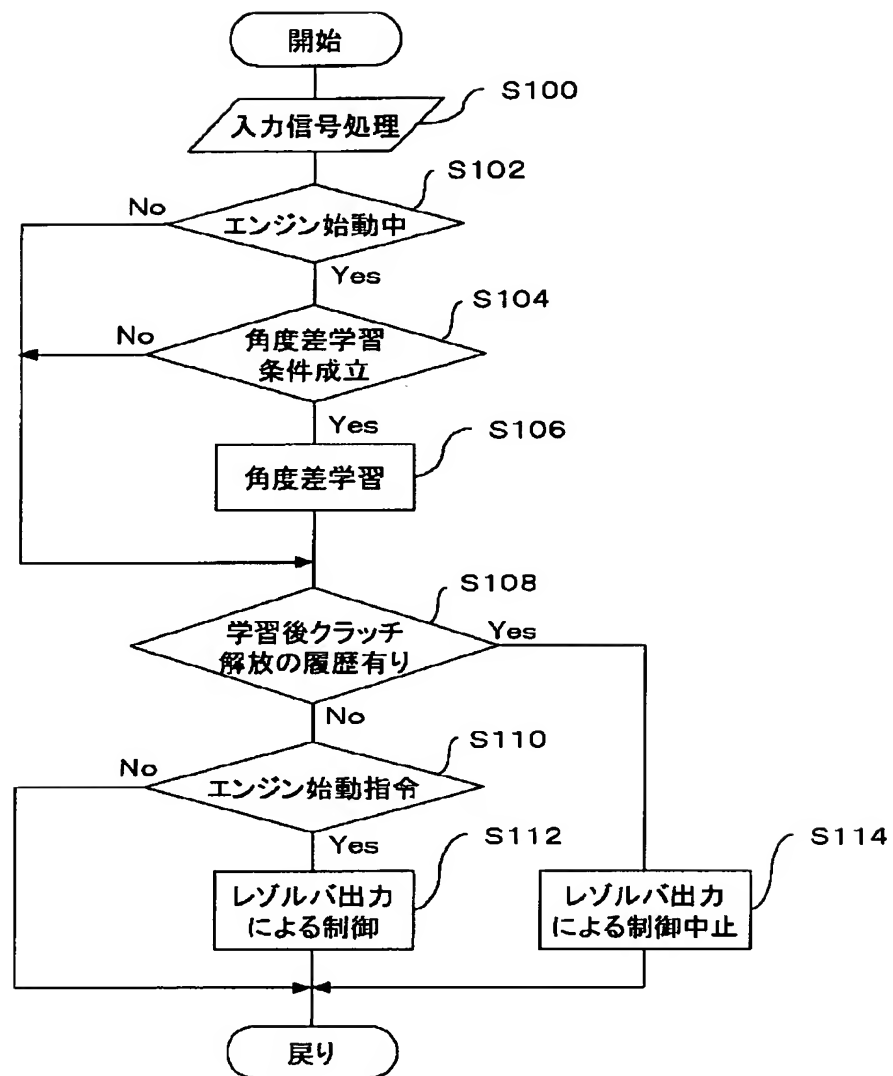 開始
S100
入力信号処理
S102
No
エンジン始動中
Yes
S104
No
角度差学習
条件成立
Yes
S106
角度差学習
S108
学習後クラッチ
解放の履歴有り
Yes
No
S110
No
エンジン始動指令
Yes
S112
S114
レゾルバ出力
による制御
レゾルバ出力
による制御中止
戻り